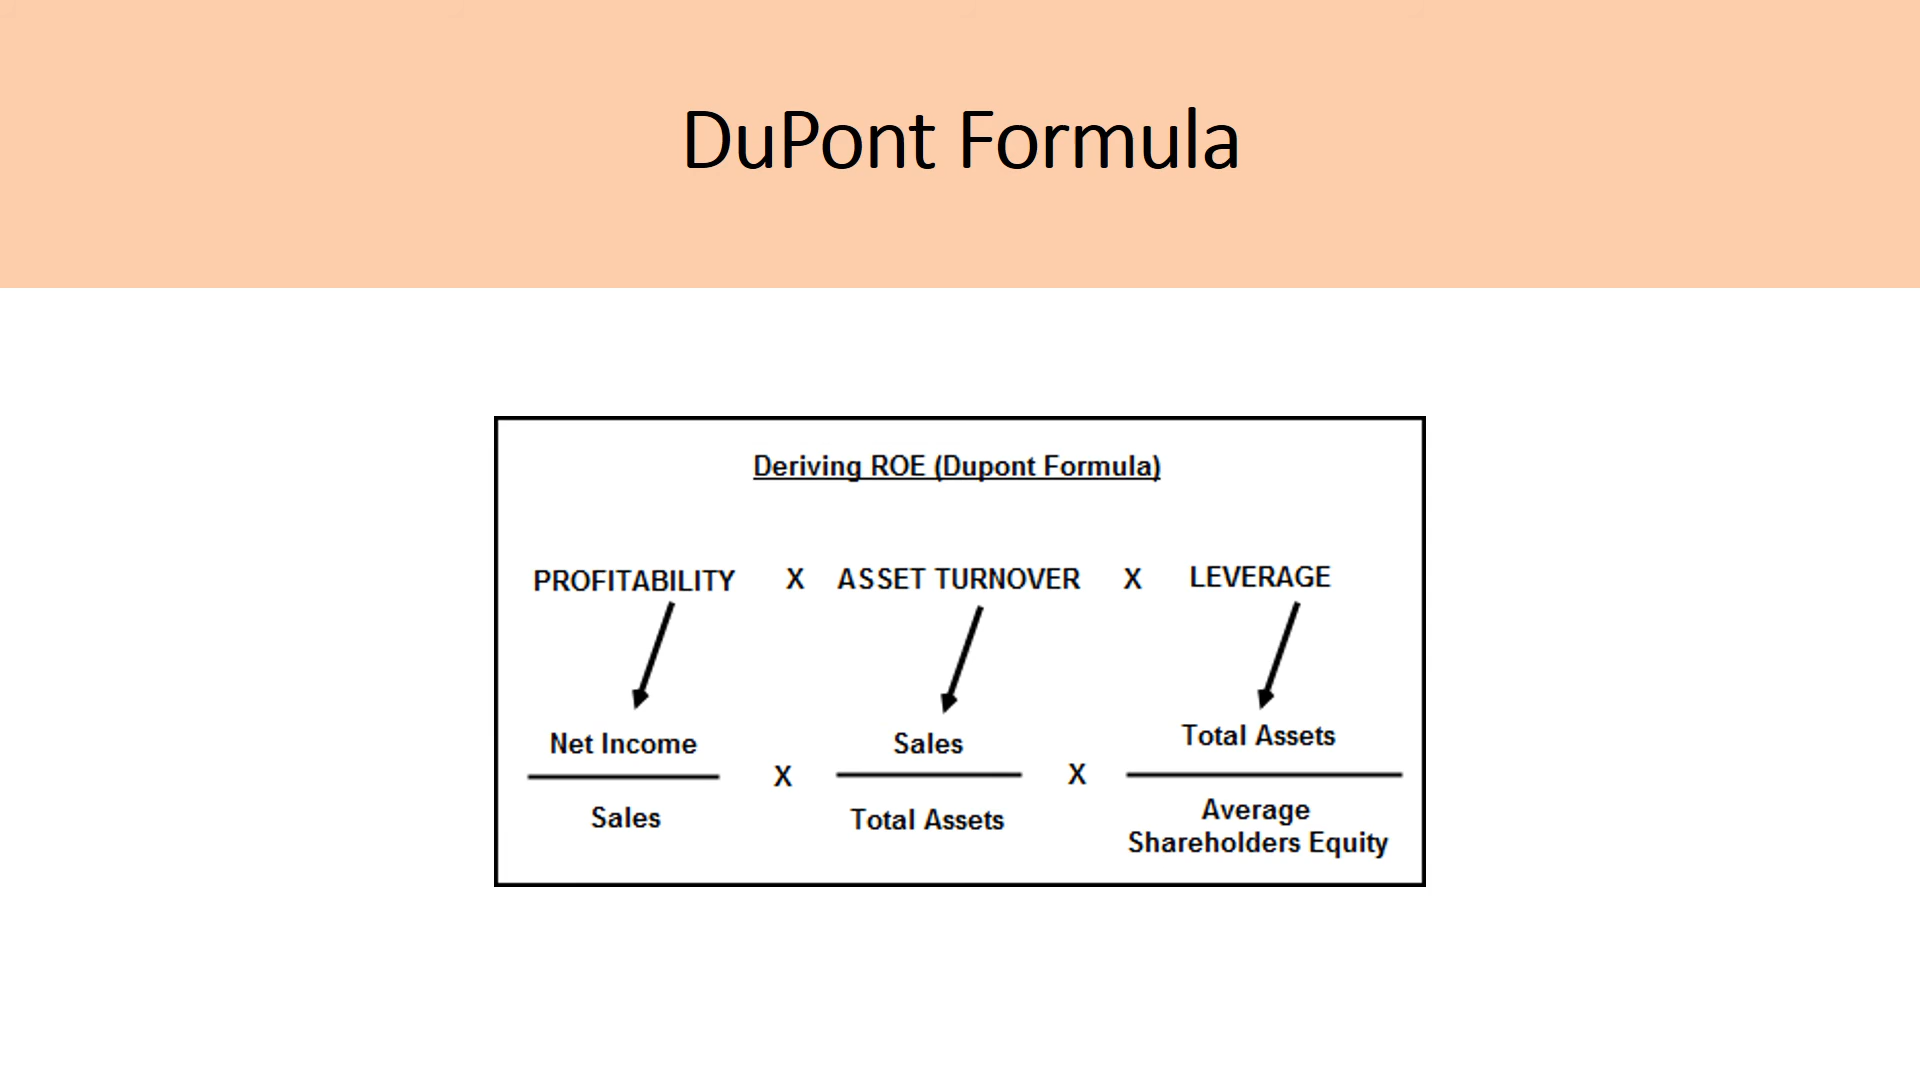 DuPont Formula
Deriving ROE (Dupont Formula)
PROFITABILITY X ASSET TURNOVER X LEVERAGE
Net Income X Sales X Total Assets
Sales Total Assets Average
Shareholders Equity